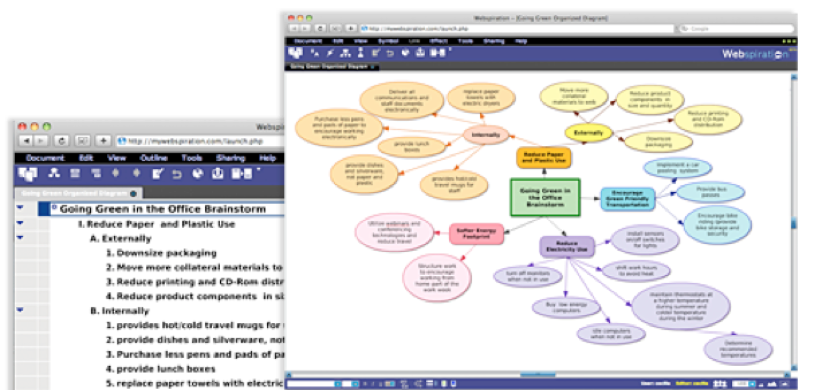 Webspiration - [Going Green Organized Diagram]
http://mywebspiration.com/launch.php
Google
Document Edit View Symbol Link Effect Tools Sharing Help
Webspiration
Going Green Organized Diagram
Deliver all
communications and
staff documents
electronically
replace paper
towels with
electric dryers
Purchase less pens
and pads of paper to
encourage working
electronically
Internally
provide lunch
boxes
provide dishes
and silverware,
not paper and
plastic
provides hot/cold
travel mugs for
staff
Move more
collateral
materials to web
Reduce product
components in
size and quantity
Reduce printing
and CD-Rom
distribution
Externally
Downsize
packaging
Reduce Paper
and Plastic Use
Going Green in
the Office
Brainstorm
Encourage
Green Friendly
Transportation
Implement a car
pooling system
Provide bus
passes
Encourage bike
riding (provide
bike storage and
security
Utilize webinars and
conferencing
technologies and
reduce travel
Softer Energy
Footprint
Structure work
to encourage
working from
home part of the
work week
Reduce
Electricity Use
Install sensors
on/off switches
for lights
turn off monitors
when not in use
shift work hours
to avoid heat
Buy low energy
computers
maintain thermostats at
a higher temperature
during summer and
colder temperature
during the winter
idle computers
when not in use
Determine
recommended
temperatures
Webspi
http://mywebspiration.com/launch.php
Document Edit View Outline Tools Sharing Help
Going Green Organized Diagram
Going Green in the Office Brainstorm
I. Reduce Paper and Plastic Use
A. Externally
1. Downsize packaging
2. Move more collateral materials to
3. Reduce printing and CD-Rom distr
4. Reduce product components in si
B. Internally
1. provides hot/cold travel mugs for
2. provide dishes and silverware, not
3. Purchase less pens and pads of pa
4. provide lunch boxes
5. replace paper towels with electric